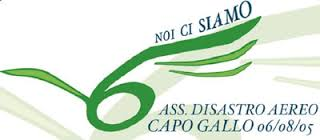 NOI CI SIAMO
ASS. DISASTRO AEREO
CAPO GALLO 06/08/05